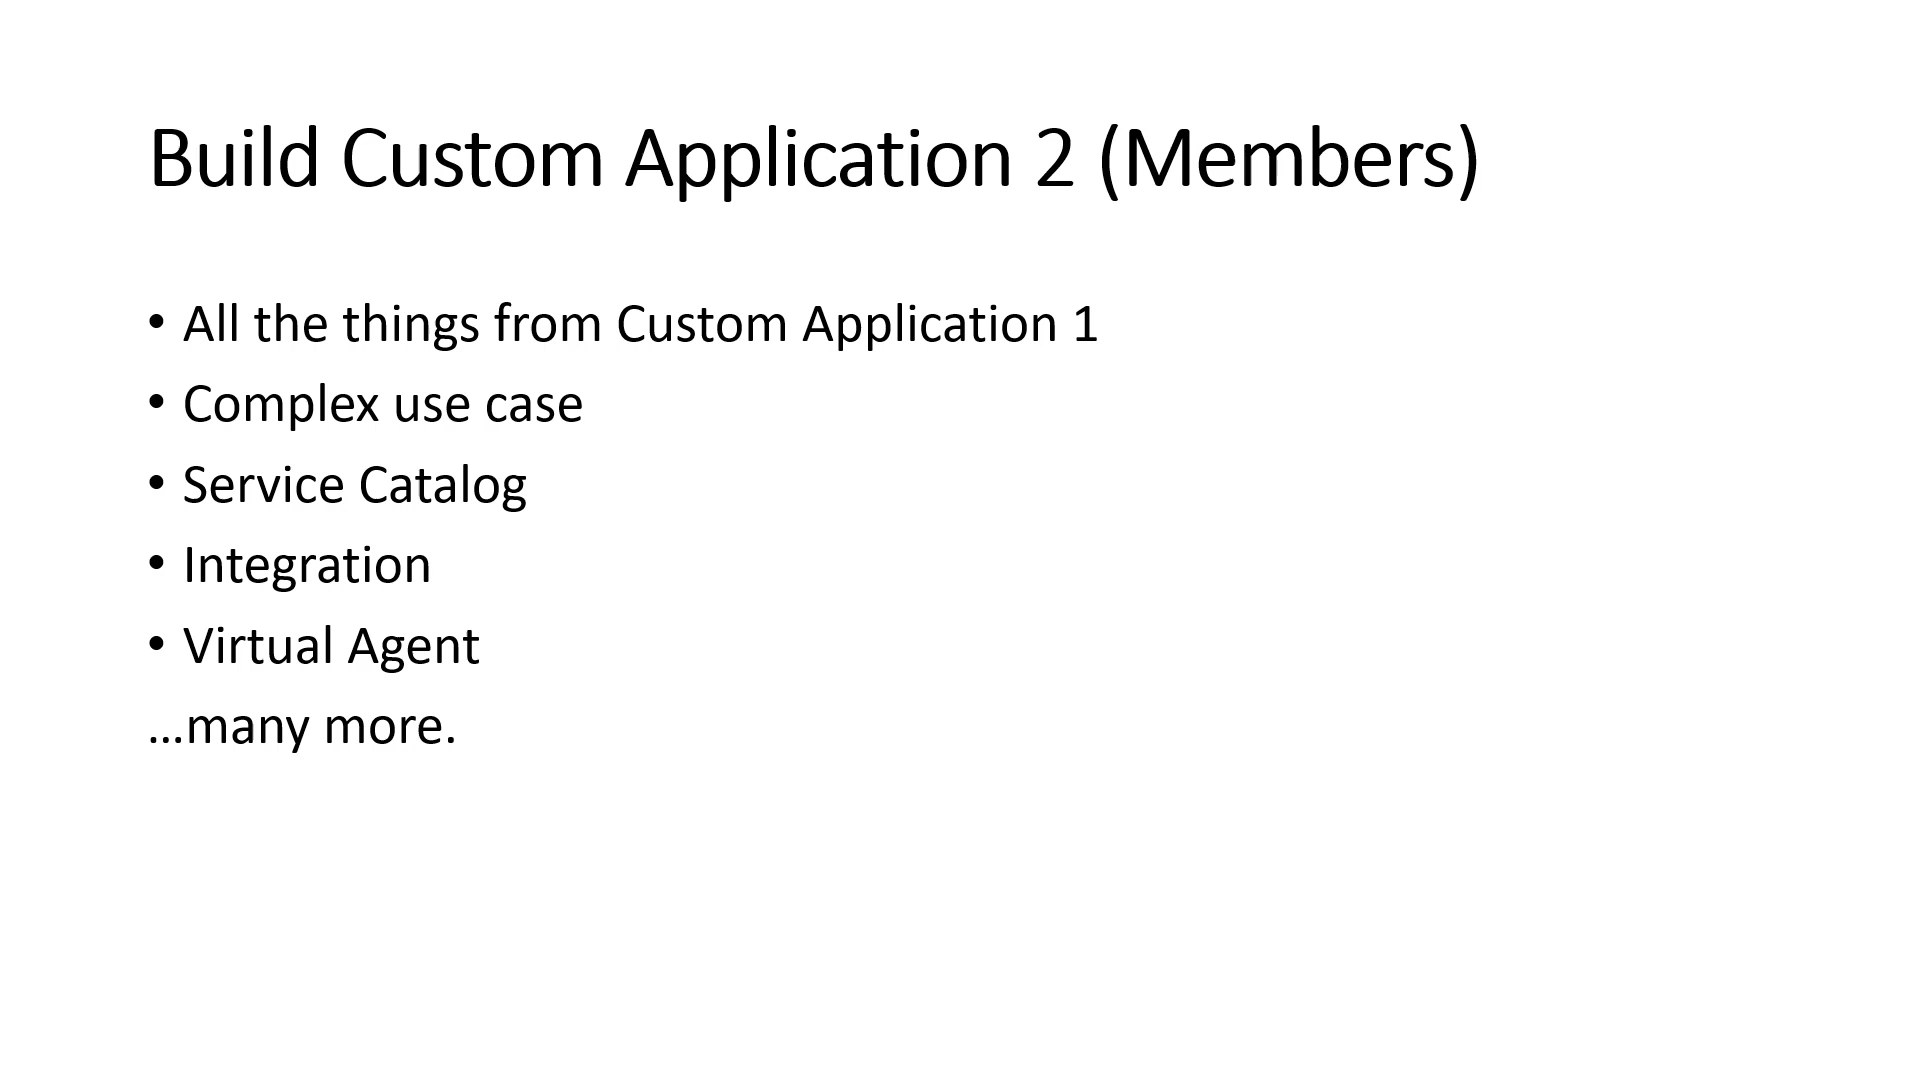 Build Custom Application 2 (Members)
• All the things from Custom Application 1
• Complex use case
• Service Catalog
• Integration
• Virtual Agent
…many more.